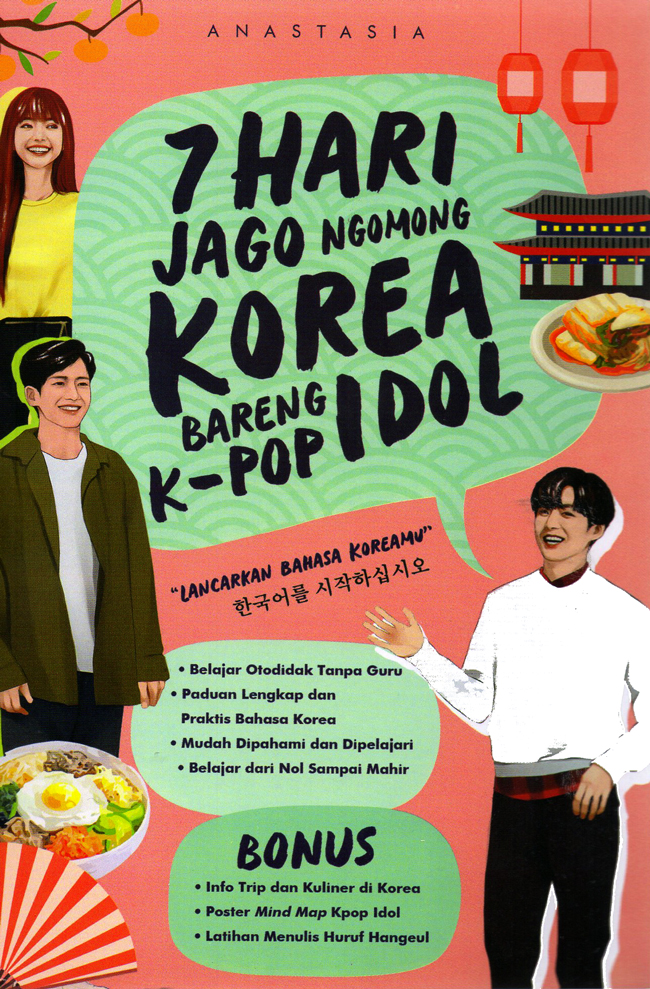 ANASTASIA
7 HARI
JAGO NGOMONG
KOREA
BARENG
K-POP IDOL
“LANCARKAN BAHASA KOREAMU”
한국어를 시작하십시오
• Belajar Otodidak Tanpa Guru
• Paduan Lengkap dan
Praktis Bahasa Korea
• Mudah Dipahami dan Dipelajari
• Belajar dari Nol Sampai Mahir
BONUS
• Info Trip dan Kuliner di Korea
• Poster Mind Map Kpop Idol
• Latihan Menulis Huruf Hangeul